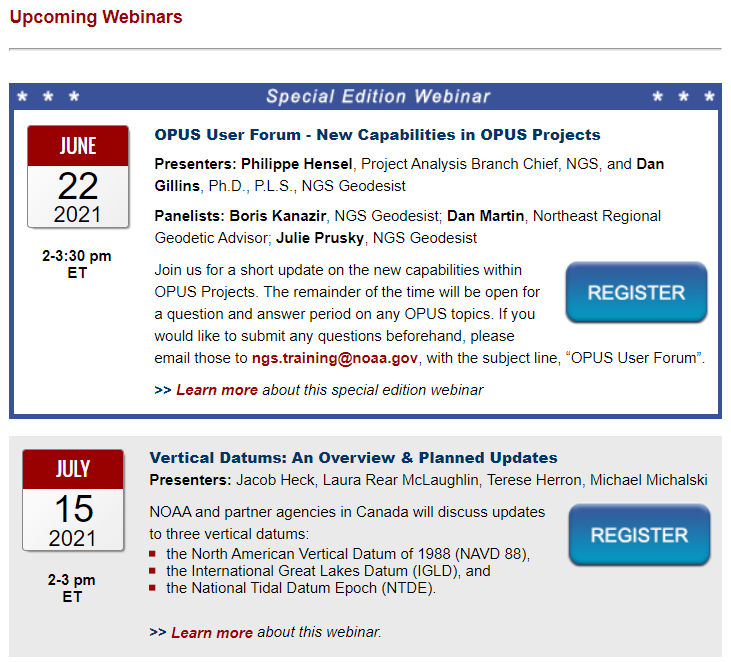 Upcoming Webinars
* * * Special Edition Webinar * * *
JUNE
22
2021
2-3:30 pm
ET
OPUS User Forum - New Capabilities in OPUS Projects
Presenters: Philippe Hensel, Project Analysis Branch Chief, NGS, and Dan
Gillins, Ph.D., P.L.S., NGS Geodesist
Panelists: Boris Kanazir, NGS Geodesist; Dan Martin, Northeast Regional
Geodetic Advisor; Julie Prusky, NGS Geodesist
Join us for a short update on the new capabilities within
OPUS Projects. The remainder of the time will be open for
a question and answer period on any OPUS topics. If you
would like to submit any questions beforehand, please
email those to ngs.training@noaa.gov, with the subject line, “OPUS User Forum”.
REGISTER
>> Learn more about this special edition webinar
JULY
15
2021
2-3 pm
ET
Vertical Datums: An Overview & Planned Updates
Presenters: Jacob Heck, Laura Rear McLaughlin, Terese Herron, Michael Michalski
NOAA and partner agencies in Canada will discuss updates
to three vertical datums:
the North American Vertical Datum of 1988 (NAVD 88),
the International Great Lakes Datum (IGLD), and
the National Tidal Datum Epoch (NTDE).
REGISTER
>> Learn more about this webinar.